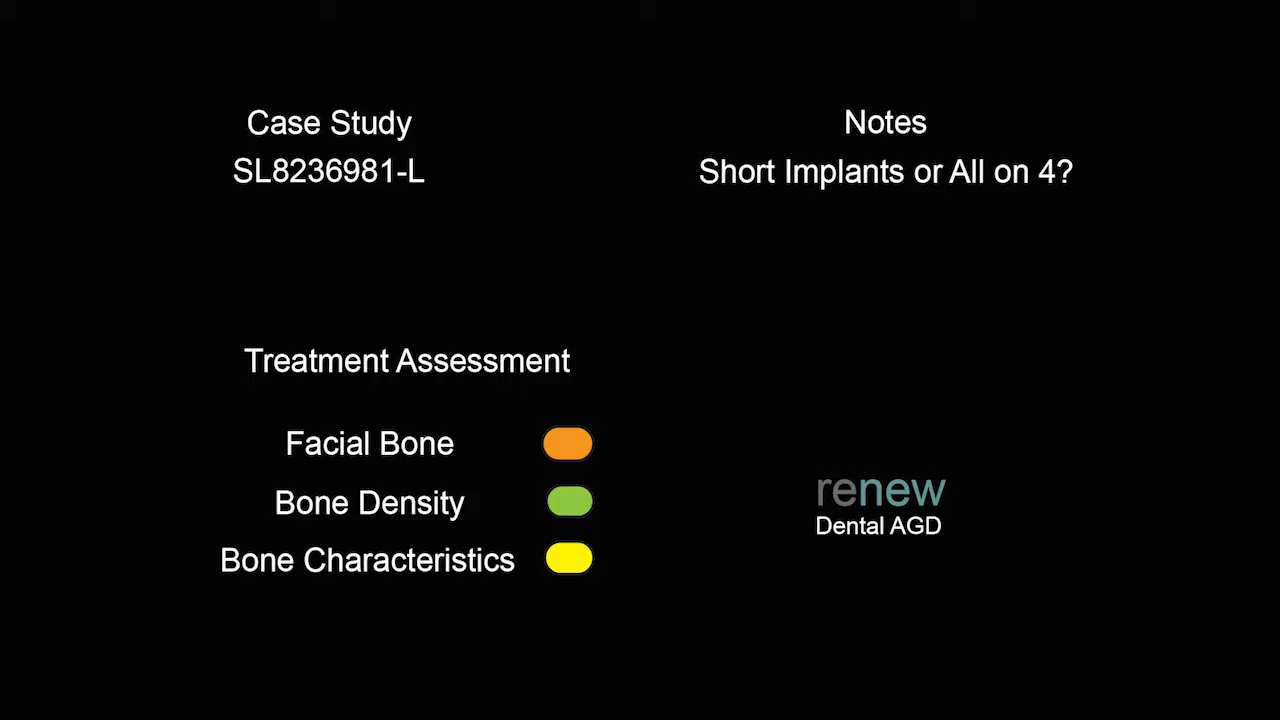 Case Study
SL8236981-L
Notes
Short Implants or All on 4?
Treatment Assessment
Facial Bone
Bone Density
Bone Characteristics
renew
Dental AGD